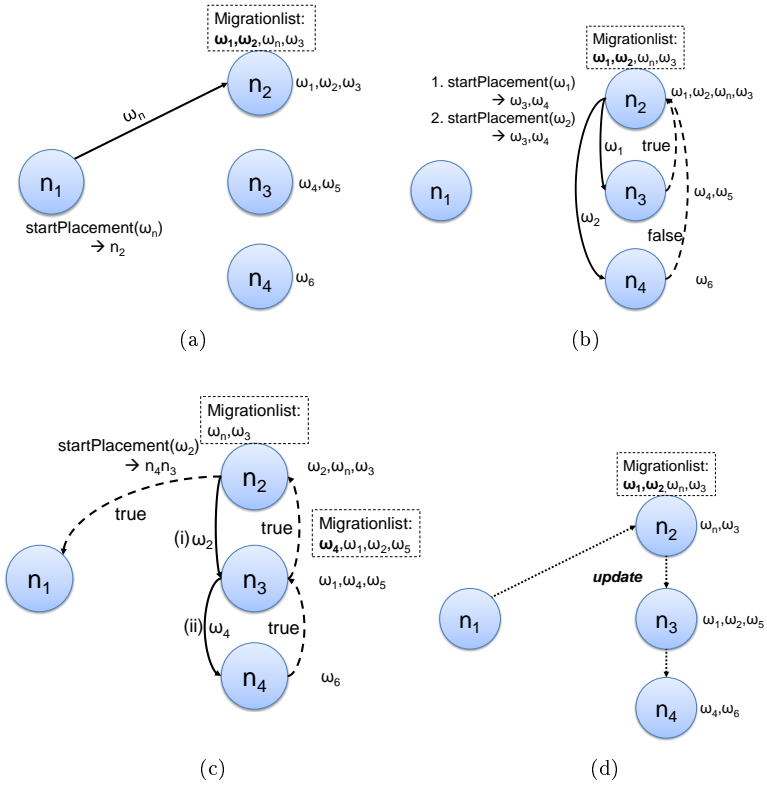 Migrationlist:
ω1,ω2,ωn,ω3
n2
ω1,ω2,ω3
ωn
n1
n3
ω4,ω5
startPlacement(ωn)
→ n2
n4
ω6
(a)
Migrationlist:
ω1,ω2,ωn,ω3
1. startPlacement(ω1)
→ ω3,ω4
2. startPlacement(ω2)
→ ω3,ω4
n2
ω1,ω2,ωn,ω3
ω1
true
n1
n3
ω4,ω5
ω2
false
n4
ω6
(b)
Migrationlist:
ωn,ω3
startPlacement(ω2)
→ n4n3
n2
ω2,ωn,ω3
true
(i) ω2
true
Migrationlist:
ω4,ω1,ω2,ω5
n1
n3
ω1,ω4,ω5
(ii) ω4
true
n4
ω6
(c)
Migrationlist:
ω1,ω2,ωn,ω3
n2
ωn,ω3
update
n1
n3
ω1,ω2,ω5
n4
ω4,ω6
(d)